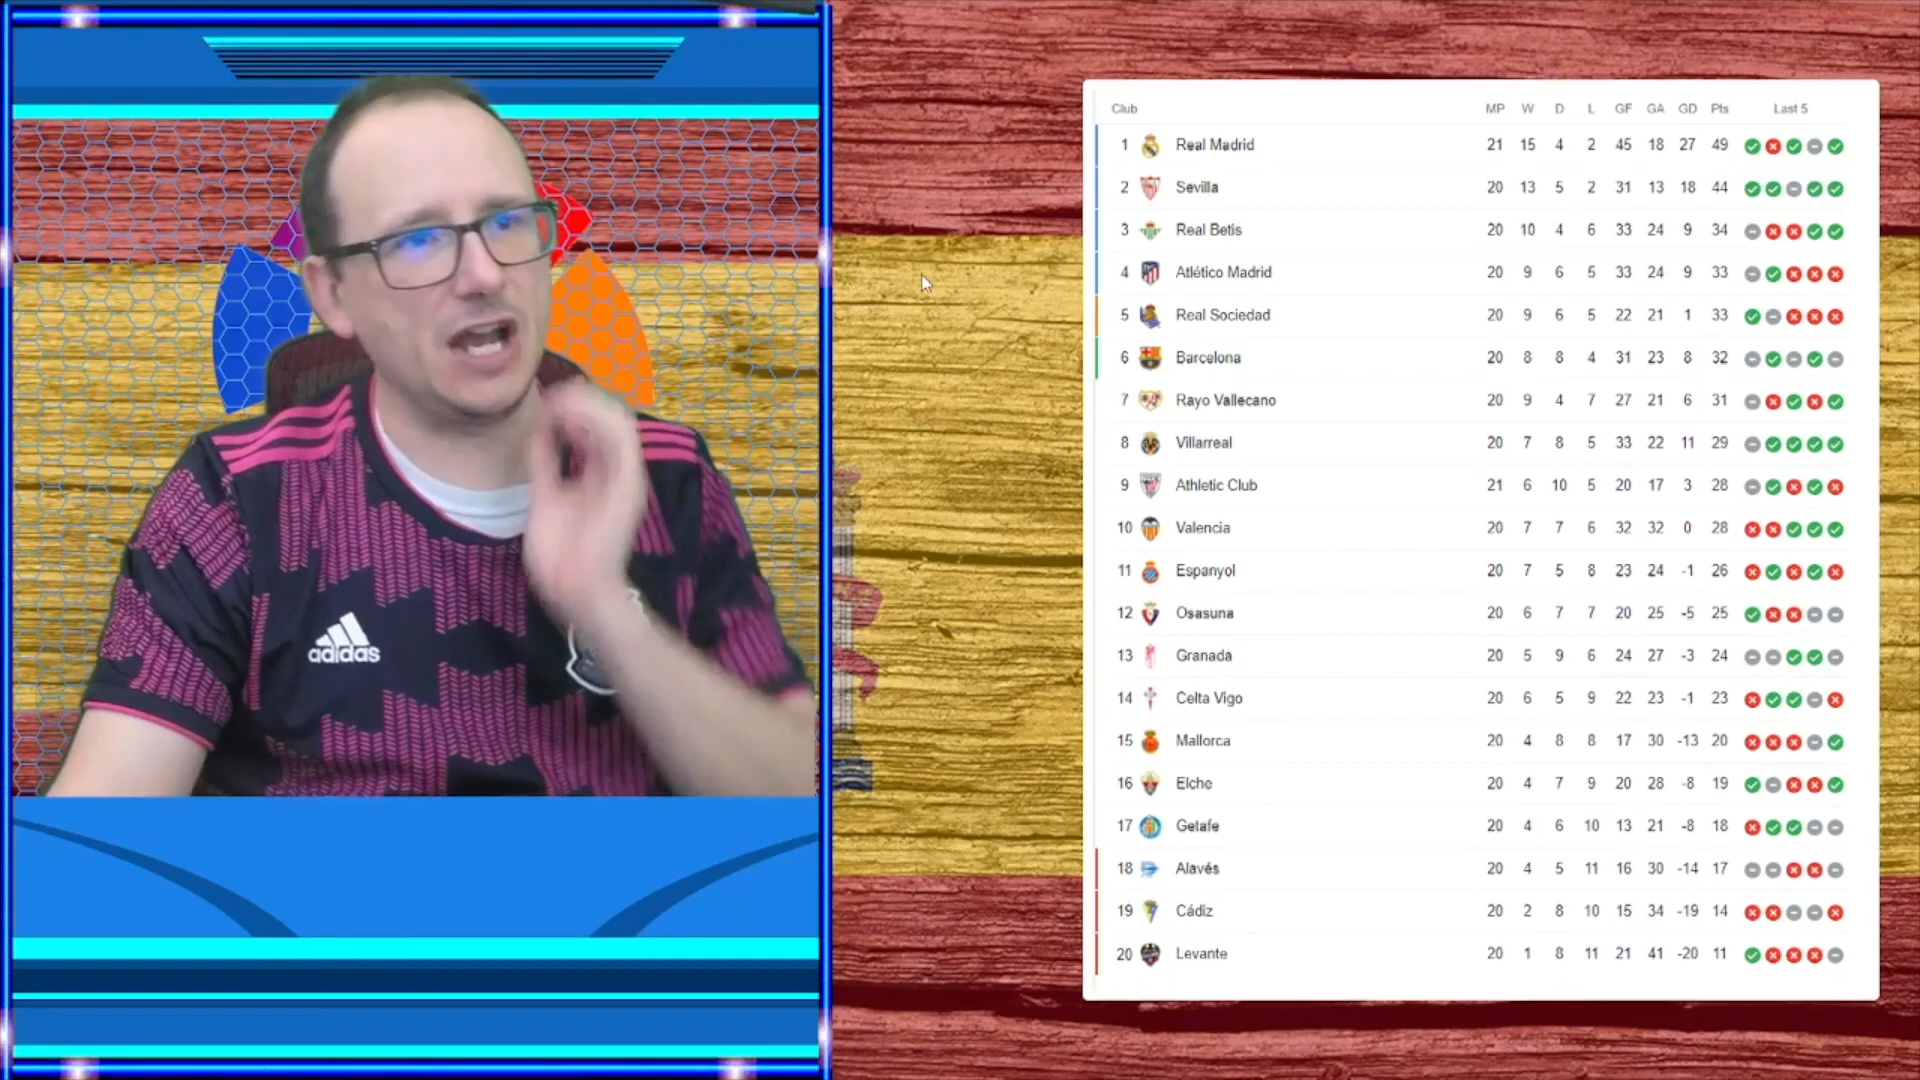 Club MP W D L GF GA GD Pts Last 5
1 Real Madrid 21 15 4 2 45 18 27 49
2 Sevilla 20 13 5 2 31 13 18 44
3 Real Betis 20 10 4 6 33 24 9 34
4 Atlético Madrid 20 9 6 5 33 24 9 33
5 Real Sociedad 20 9 6 5 22 21 1 33
6 Barcelona 20 8 8 4 31 23 8 32
7 Rayo Vallecano 20 9 4 7 27 21 6 31
8 Villarreal 20 7 8 5 33 22 11 29
9 Athletic Club 21 6 10 5 20 17 3 28
10 Valencia 20 7 7 6 32 32 0 28
11 Espanyol 20 7 5 8 23 24 -1 26
12 Osasuna 20 6 7 7 20 25 -5 25
13 Granada 20 5 9 6 24 27 -3 24
14 Celta Vigo 20 6 5 9 22 23 -1 23
15 Mallorca 20 4 8 8 17 30 -13 20
16 Elche 20 4 7 9 20 28 -8 19
17 Getafe 20 4 6 10 13 21 -8 18
18 Alavés 20 4 5 11 16 30 -14 17
19 Cádiz 20 2 8 10 15 34 -19 14
20 Levante 20 1 8 11 21 41 -20 11
adidas